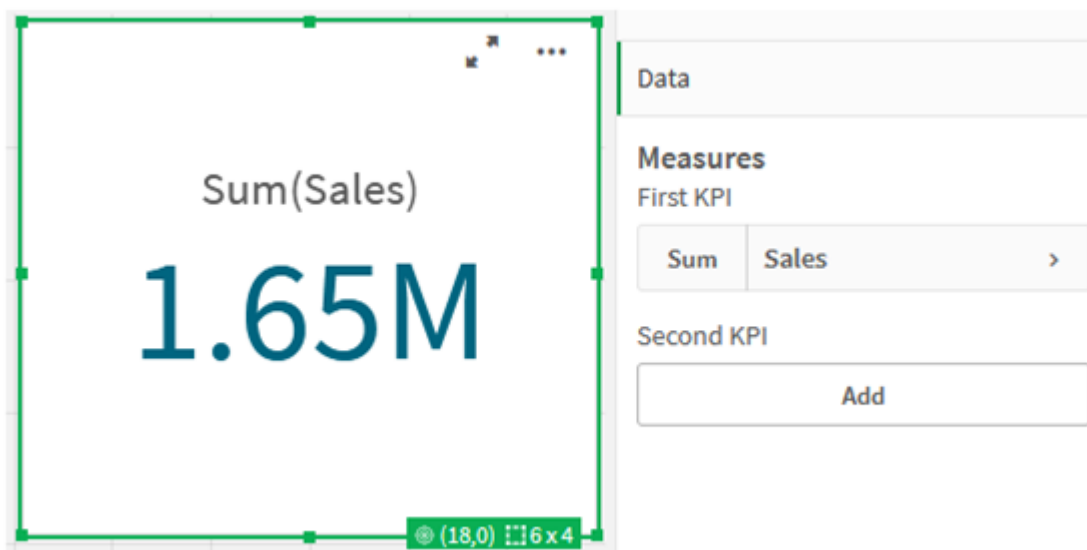 Sum(Sales)
1.65M
(18,0) 6 x 4
Data
Measures
First KPI
Sum Sales
Second KPI
Add